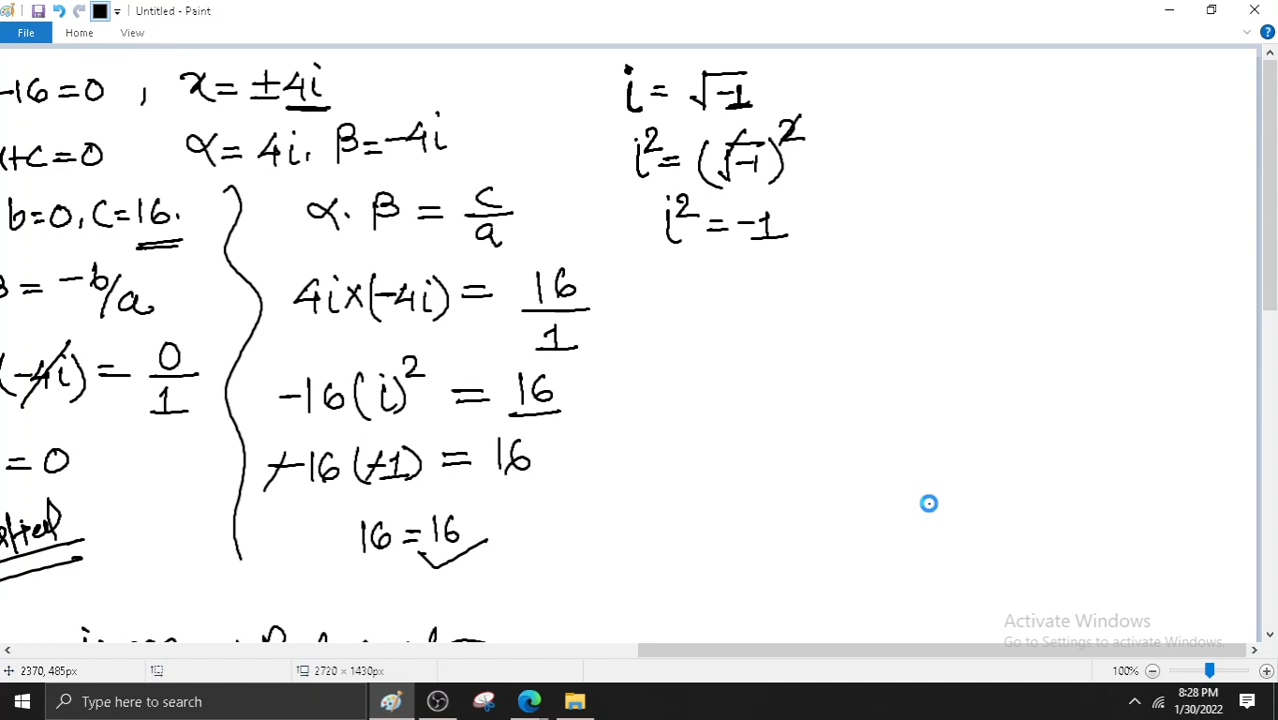 Untitled - Paint
File Home View
-16=0 , x= ±4i
x+c=0 α= 4i. β=-4i
b=0, c=16.
β = -b/a
(-4i) = 0/1
= 0
α. β = c/a
4i×(-4i) = 16/1
-16(i)² = 16
-16(-1) = 16
16=16
i = √-1
i²= (√-1)²
i² = -1
Activate Windows
Go to Settings to activate Windows.
2370, 485px
2720 × 1430px
100%
Type here to search
8:28 PM
1/30/2022